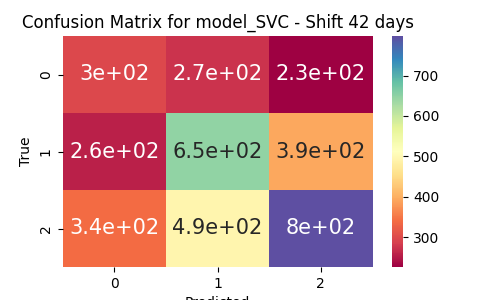 Confusion Matrix for model_SVC - Shift 42 days
0 3e+02 2.7e+02 2.3e+02
1 2.6e+02 6.5e+02 3.9e+02
2 3.4e+02 4.9e+02 8e+02
0 1 2
True
Predicted
700
600
500
400
300